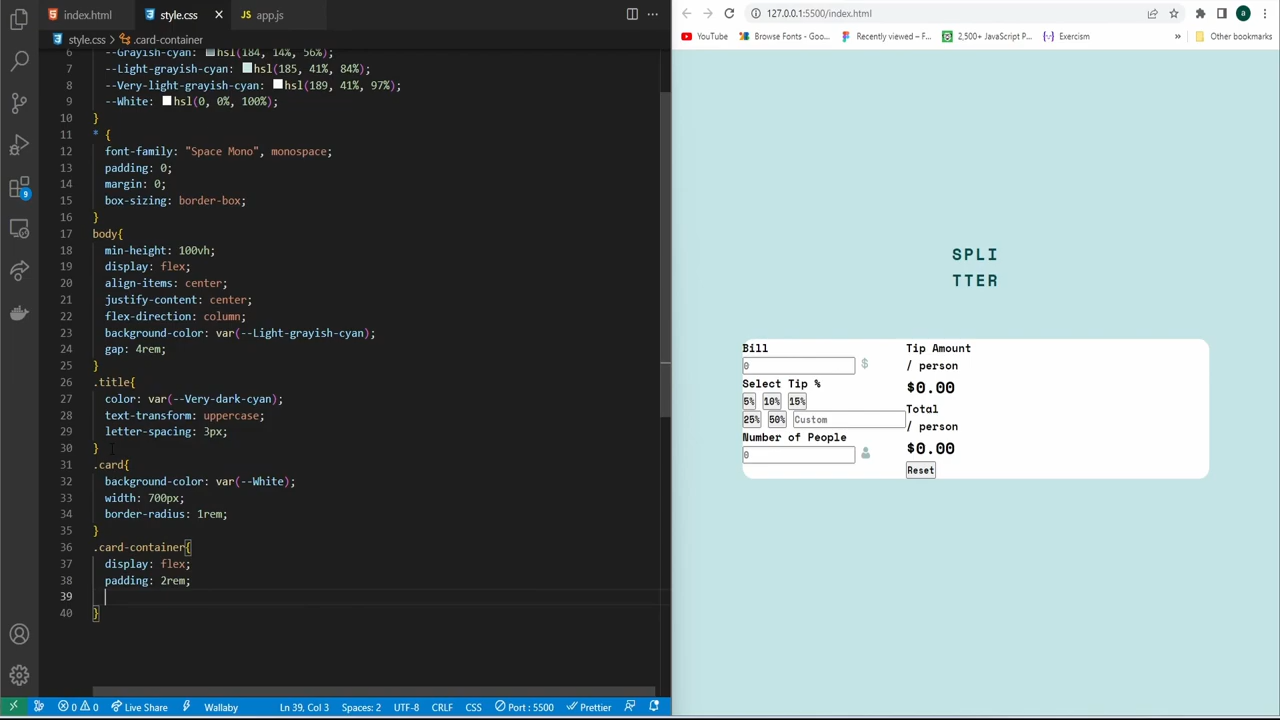 index.html
style.css
app.js
style.css > .card-container
6 --Grayish-cyan: hsl(184, 14%, 56%);
7 --Light-grayish-cyan: hsl(185, 41%, 84%);
8 --Very-light-grayish-cyan: hsl(189, 41%, 97%);
9 --White: hsl(0, 0%, 100%);
10 }
11 * {
12 font-family: "Space Mono", monospace;
13 padding: 0;
14 margin: 0;
15 box-sizing: border-box;
16 }
17 body{
18 min-height: 100vh;
19 display: flex;
20 align-items: center;
21 justify-content: center;
22 flex-direction: column;
23 background-color: var(--Light-grayish-cyan);
24 gap: 4rem;
25 }
26 .title{
27 color: var(--Very-dark-cyan);
28 text-transform: uppercase;
29 letter-spacing: 3px;
30 }
31 .card{
32 background-color: var(--White);
33 width: 700px;
34 border-radius: 1rem;
35 }
36 .card-container{
37 display: flex;
38 padding: 2rem;
39
40 }
9
0 0 Live Share Wallaby Ln 39, Col 3 Spaces: 2 UTF-8 CRLF CSS Port : 5500 Prettier
127.0.0.1:5500/index.html
a
YouTube Browse Fonts - Goo... Recently viewed – F... 2,500+ JavaScript P... Exercism » Other bookmarks
SPLI
TTER
Bill
0 $
Select Tip %
5% 10% 15%
25% 50% Custom
Number of People
0
Tip Amount
/ person
$0.00
Total
/ person
$0.00
Reset